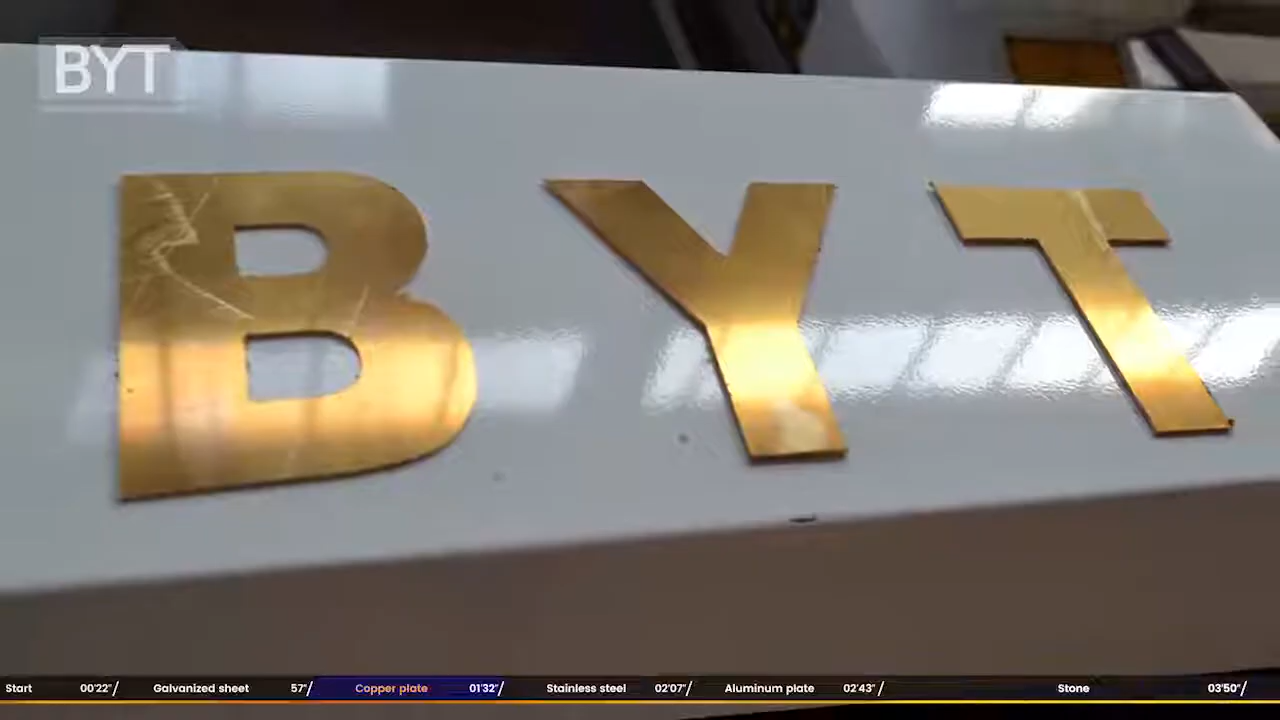 BYT
BYT
Start 00'22"/ Galvanized sheet 57"/ Copper plate 01'32"/ Stainless steel 02'07"/ Aluminum plate 02'43"/ Stone 03'50"/